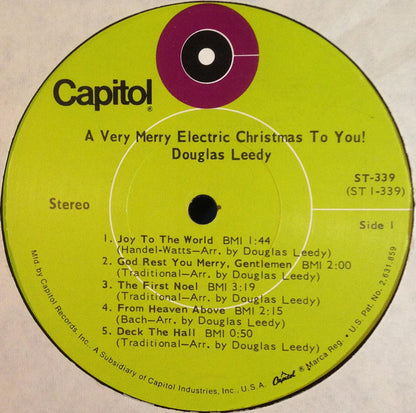 Capitol®
A Very Merry Electric Christmas To You!
Douglas Leedy
ST-339
(ST 1-339)
Stereo
Side 1
1. Joy To The World BMI 1:44
(Handel-Watts—Arr. by Douglas Leedy)
2. God Rest You Merry, Gentlemen BMI 2:00
(Traditional—Arr. by Douglas Leedy)
3. The First Noel BMI 3:19
(Traditional—Arr. by Douglas Leedy)
4. From Heaven Above BMI 2:15
(Bach—Arr. by Douglas Leedy)
5. Deck The Hall BMI 0:50
(Traditional—Arr. by Douglas Leedy)
Mfd. by Capitol Records, Inc., A Subsidiary of Capitol Industries, Inc., U.S.A. Capitol ® Marca Reg. • U.S. Pat. No. 2,631,859